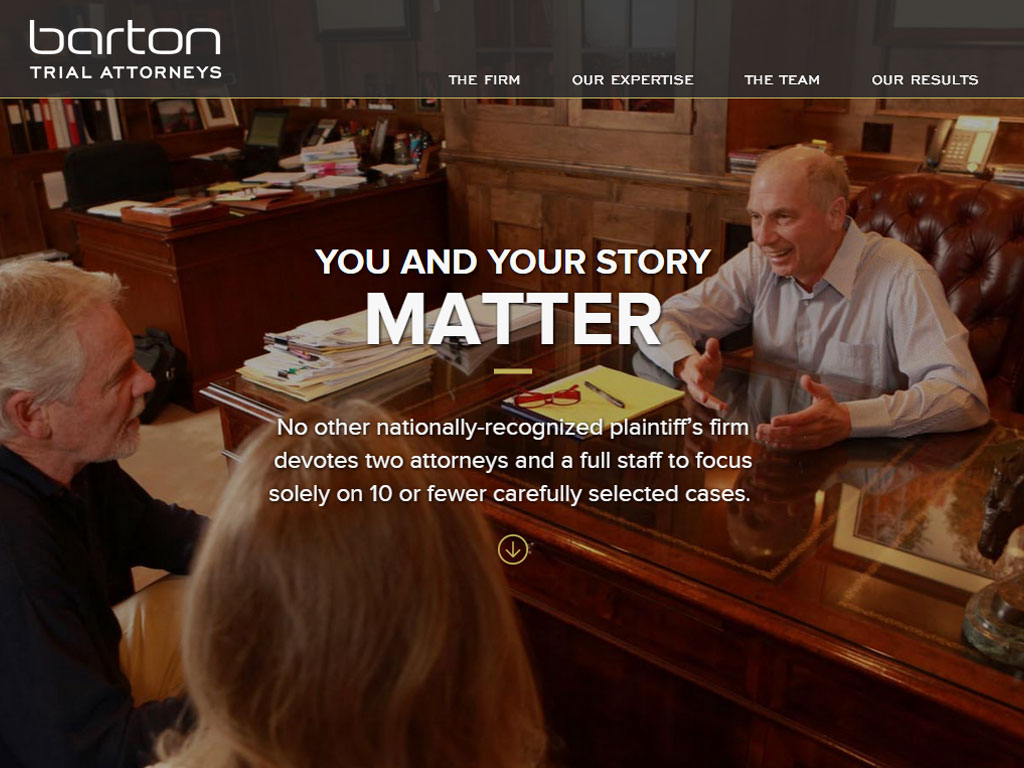 barton
TRIAL ATTORNEYS
THE FIRM OUR EXPERTISE THE TEAM OUR RESULTS
YOU AND YOUR STORY
MATTER
No other nationally-recognized plaintiff's firm
devotes two attorneys and a full staff to focus
solely on 10 or fewer carefully selected cases.